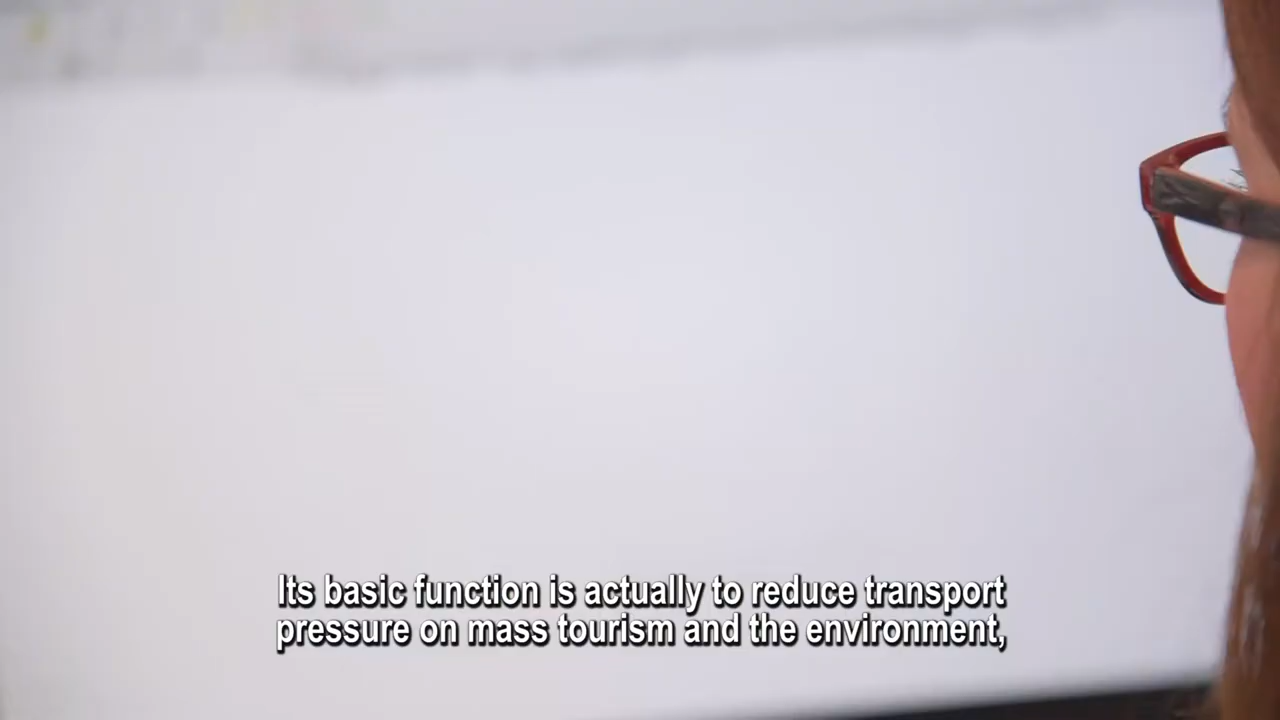 Its basic function is actually to reduce transport
pressure on mass tourism and the environment,